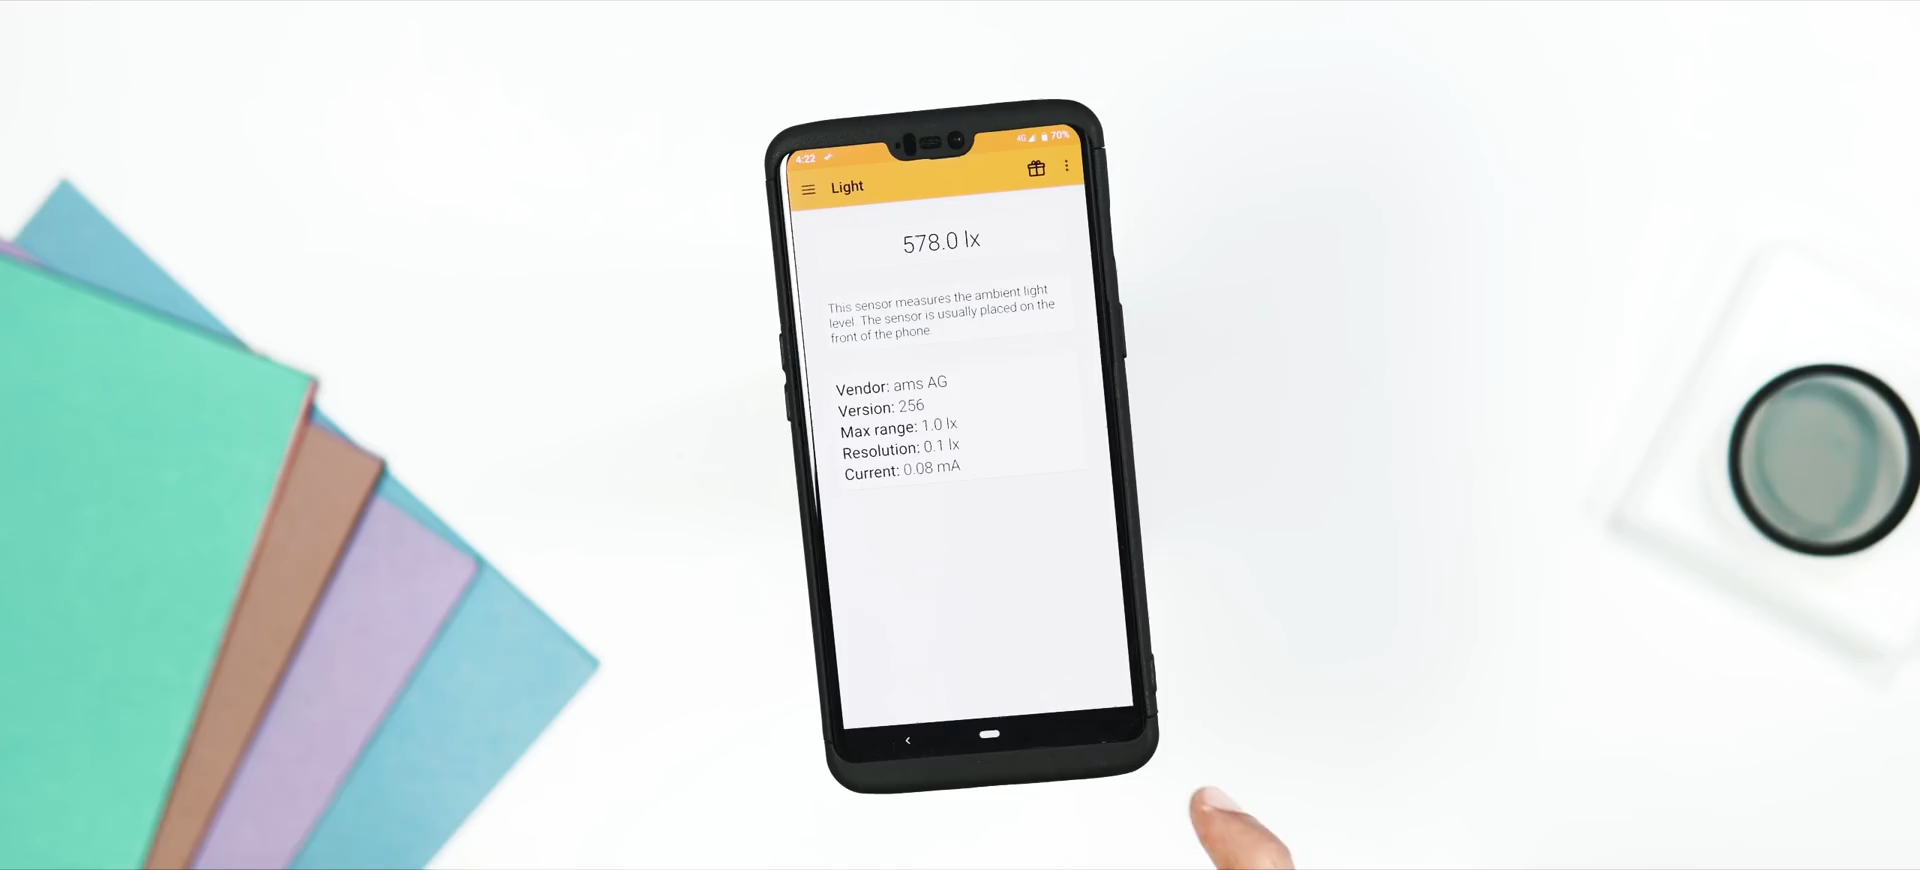 4:22 4G 70%
Light
578.0 lx
This sensor measures the ambient light
level. The sensor is usually placed on the
front of the phone.
Vendor: ams AG
Version: 256
Max range: 1.0 lx
Resolution: 0.1 lx
Current: 0.08 mA